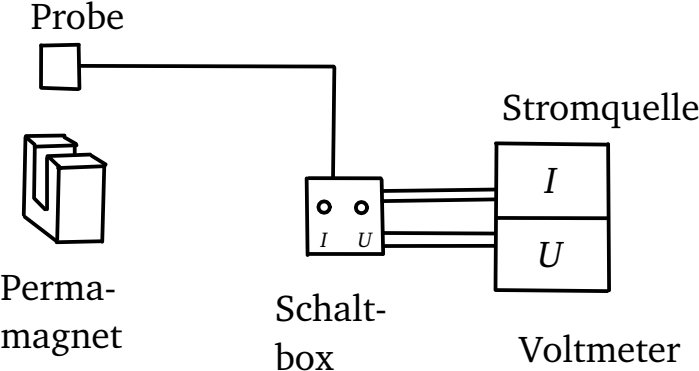 Probe
Stromquelle
I
I U
U
Perma-
magnet
Schalt-
box
Voltmeter